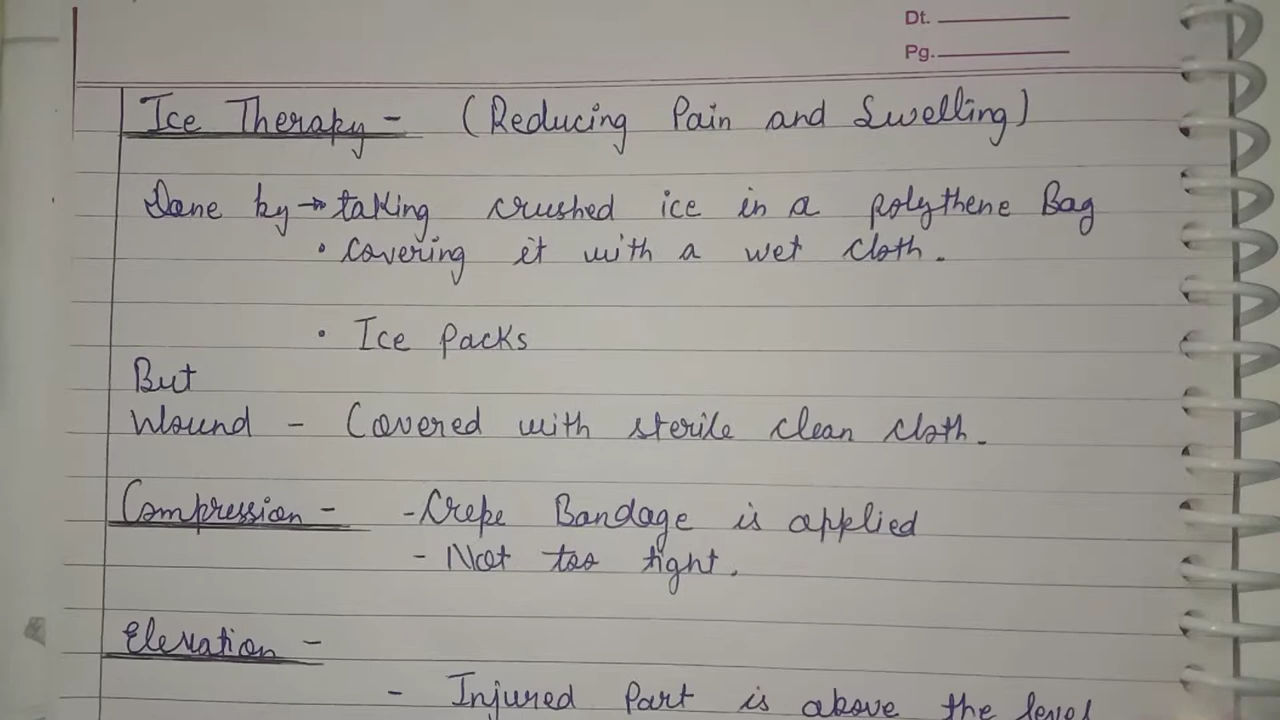 Dt.
Pg.
Ice Therapy - (Reducing Pain and Swelling)
Done by → taking crushed ice in a polythene Bag
• Covering it with a wet cloth.
• Ice Packs
But
Wound - Covered with sterile clean cloth.
Compression - - Crepe Bandage is applied
- Not too tight.
Elevation -
- Injured Part is above the level